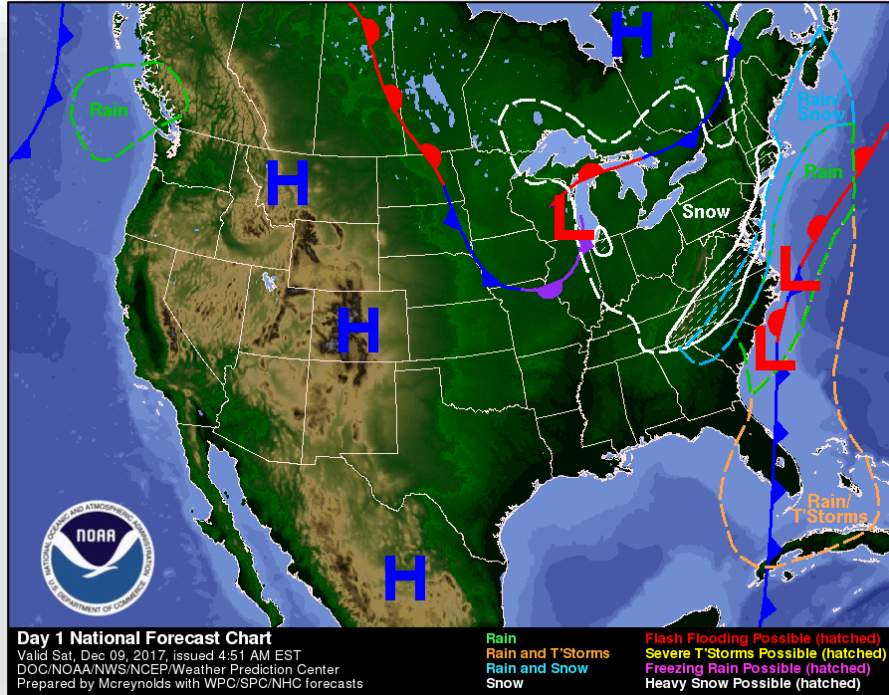 H
Rain
Rain/
Snow
Rain
H
Snow
L
L
H
L
Rain/
T'Storms
H
NOAA
NATIONAL OCEANIC AND ATMOSPHERIC ADMINISTRATION
U.S. DEPARTMENT OF COMMERCE
Day 1 National Forecast Chart
Valid Sat, Dec 09, 2017, issued 4:51 AM EST
DOC/NOAA/NWS/NCEP/Weather Prediction Center
Prepared by Mcreynolds with WPC/SPC/NHC forecasts
Rain
Rain and T'Storms
Rain and Snow
Snow
Flash Flooding Possible (hatched)
Severe T'Storms Possible (hatched)
Freezing Rain Possible (hatched)
Heavy Snow Possible (hatched)